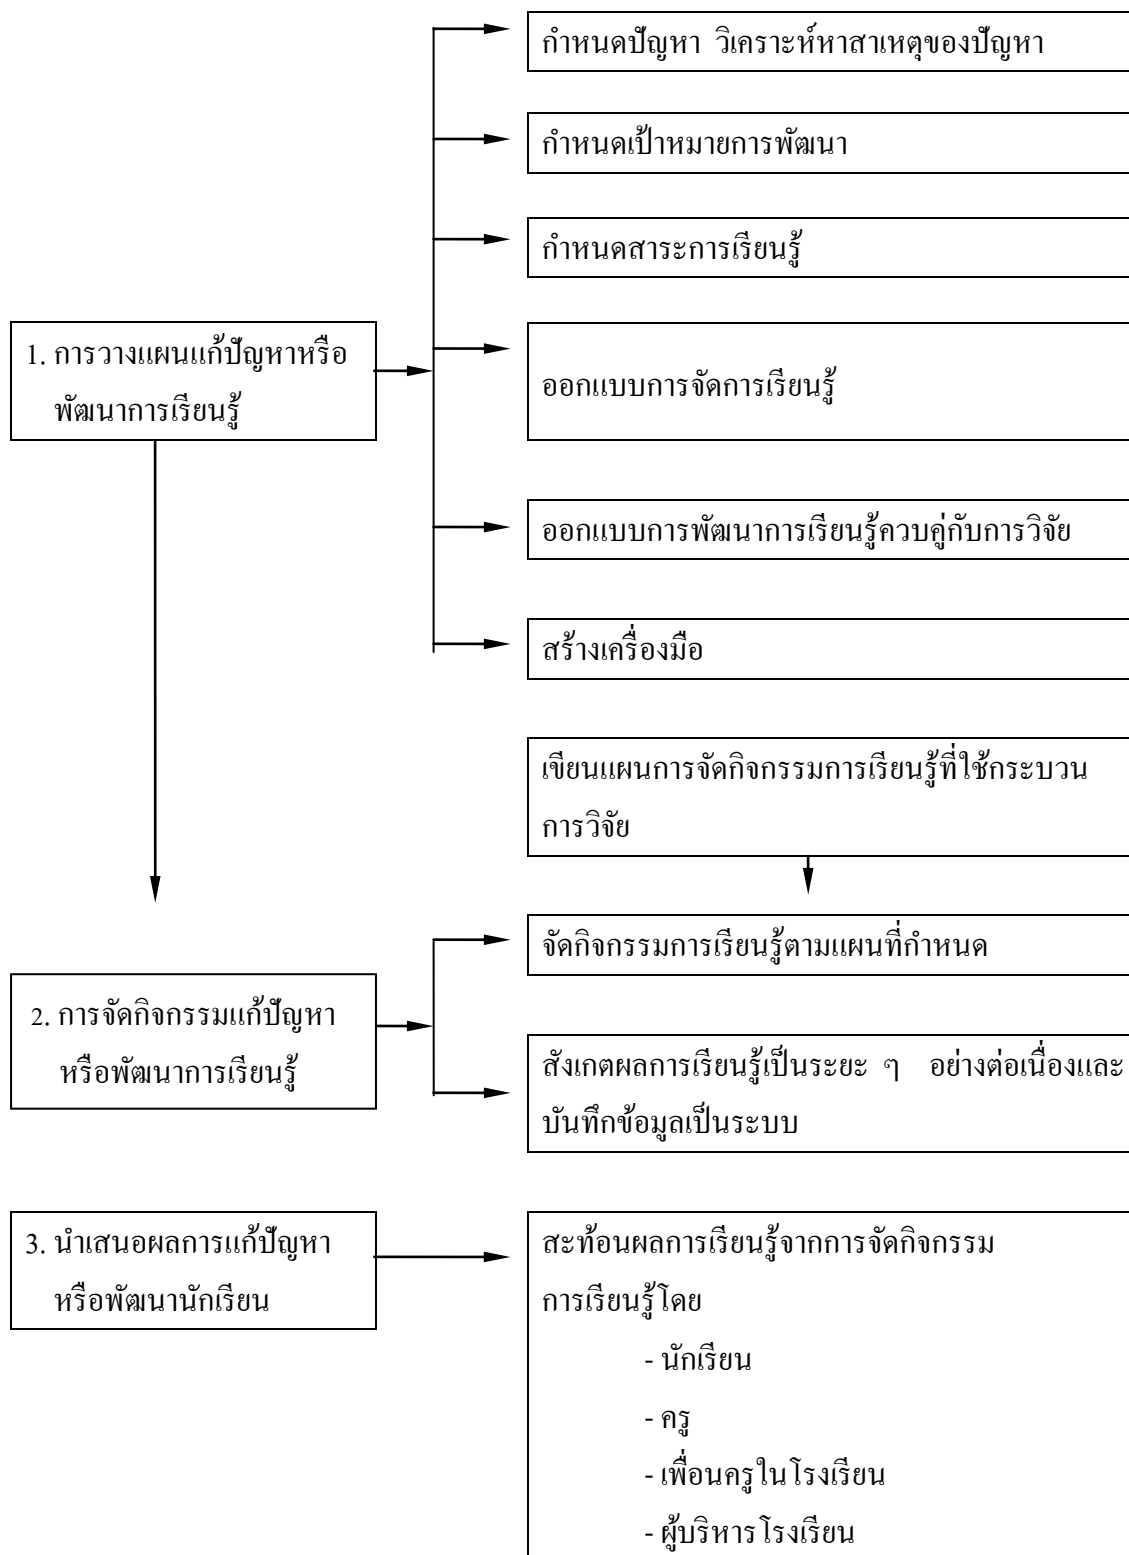 กำหนดปัญหา วิเคราะห์หาสาเหตุของปัญหา
กำหนดเป้าหมายการพัฒนา
กำหนดสาระการเรียนรู้
1. การวางแผนแก้ปัญหาหรือ
พัฒนาการเรียนรู้
ออกแบบการจัดการเรียนรู้
ออกแบบการพัฒนาการเรียนรู้ควบคู่กับการวิจัย
สร้างเครื่องมือ
เขียนแผนการจัดกิจกรรมการเรียนรู้ที่ใช้กระบวน
การวิจัย
จัดกิจกรรมการเรียนรู้ตามแผนที่กำหนด
2. การจัดกิจกรรมแก้ปัญหา
หรือพัฒนาการเรียนรู้
สังเกตผลการเรียนรู้เป็นระยะ ๆ อย่างต่อเนื่องและ
บันทึกข้อมูลเป็นระบบ
3. นำเสนอผลการแก้ปัญหา
หรือพัฒนานักเรียน
สะท้อนผลการเรียนรู้จากการจัดกิจกรรม
การเรียนรู้โดย
- นักเรียน
- ครู
- เพื่อนครูในโรงเรียน
- ผู้บริหารโรงเรียน